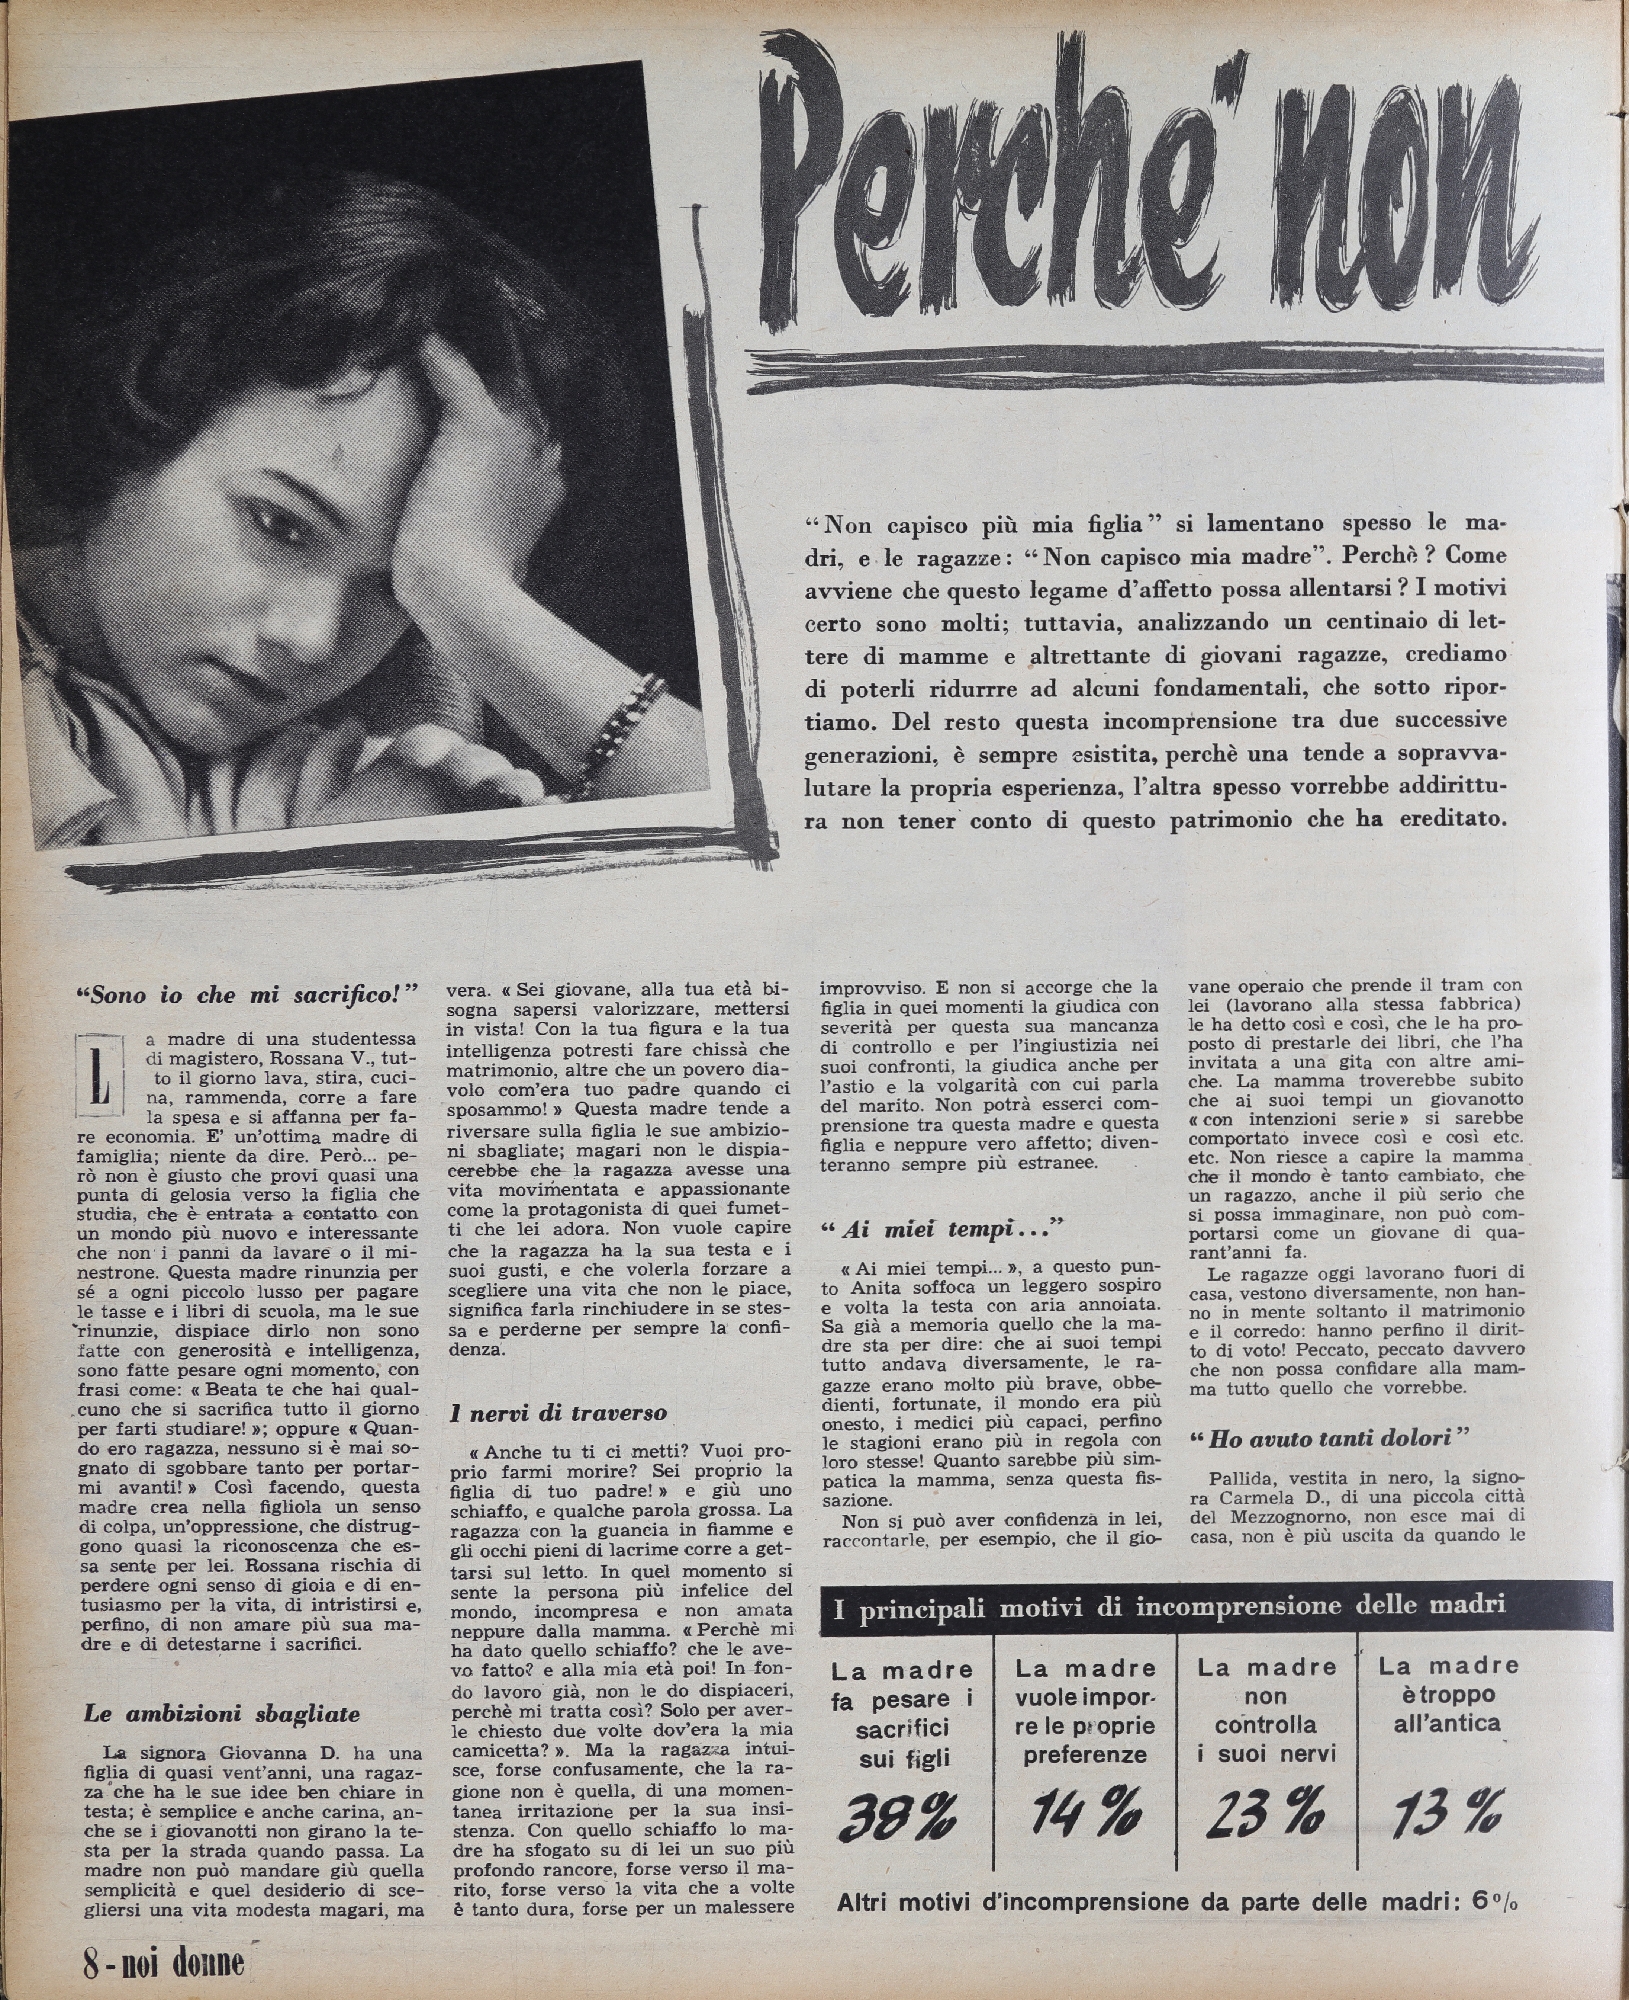 Perche' non
“Non capisco più mia figlia” si lamentano spesso le ma-
dri, e le ragazze: “Non capisco mia madre”. Perchè? Come
avviene che questo legame d'affetto possa allentarsi? I motivi
certo sono molti; tuttavia, analizzando un centinaio di let-
tere di mamme e altrettante di giovani ragazze, crediamo
di poterli ridurrre ad alcuni fondamentali, che sotto ripor-
tiamo. Del resto questa incomprensione tra due successive
generazioni, è sempre esistita, perchè una tende a sopravva-
lutare la propria esperienza, l'altra spesso vorrebbe addirittu-
ra non tener conto di questo patrimonio che ha ereditato.
“Sono io che mi sacrifico!”
La madre di una studentessa
di magistero, Rossana V., tut-
to il giorno lava, stira, cuci-
na, rammenda, corre a fare
la spesa e si affanna per fa-
re economia. E' un'ottima madre di
famiglia; niente da dire. Però... pe-
rò non è giusto che provi quasi una
punta di gelosia verso la figlia che
studia, che è entrata a contatto con
un mondo più nuovo e interessante
che non i panni da lavare o il mi-
nestrone. Questa madre rinunzia per
sé a ogni piccolo lusso per pagare
le tasse e i libri di scuola, ma le sue
rinunzie, dispiace dirlo non sono
fatte con generosità e intelligenza,
sono fatte pesare ogni momento, con
frasi come: « Beata te che hai qual-
cuno che si sacrifica tutto il giorno
per farti studiare! »; oppure « Quan-
do ero ragazza, nessuno si è mai so-
gnato di sgobbare tanto per portar-
mi avanti! » Così facendo, questa
madre crea nella figliola un senso
di colpa, un'oppressione, che distrug-
gono quasi la riconoscenza che es-
sa sente per lei. Rossana rischia di
perdere ogni senso di gioia e di en-
tusiasmo per la vita, di intristirsi e,
perfino, di non amare più sua ma-
dre e di detestarne i sacrifici.
Le ambizioni sbagliate
La signora Giovanna D. ha una
figlia di quasi vent'anni, una ragaz-
za che ha le sue idee ben chiare in
testa; è semplice e anche carina, an-
che se i giovanotti non girano la te-
sta per la strada quando passa. La
madre non può mandare giù quella
semplicità e quel desiderio di sce-
gliersi una vita modesta magari, ma
vera. « Sei giovane, alla tua età bi-
sogna sapersi valorizzare, mettersi
in vista! Con la tua figura e la tua
intelligenza potresti fare chissà che
matrimonio, altre che un povero dia-
volo com'era tuo padre quando ci
sposammo! » Questa madre tende a
riversare sulla figlia le sue ambizio-
ni sbagliate; magari non le dispia-
cerebbe che la ragazza avesse una
vita movimentata e appassionante
come la protagonista di quei fumet-
ti che lei adora. Non vuole capire
che la ragazza ha la sua testa e i
suoi gusti, e che volerla forzare a
scegliere una vita che non le piace,
significa farla rinchiudere in se stes-
sa e perderne per sempre la confi-
denza.
I nervi di traverso
« Anche tu ti ci metti? Vuoi pro-
prio farmi morire? Sei proprio la
figlia di tuo padre! » e giù uno
schiaffo, e qualche parola grossa. La
ragazza con la guancia in fiamme e
gli occhi pieni di lacrime corre a get-
tarsi sul letto. In quel momento si
sente la persona più infelice del
mondo, incompresa e non amata
neppure dalla mamma. « Perchè mi
ha dato quello schiaffo? che le ave-
vo fatto? e alla mia età poi! In fon-
do lavoro già, non le do dispiaceri,
perchè mi tratta così? Solo per aver-
le chiesto due volte dov'era la mia
camicetta? ». Ma la ragazza intui-
sce, forse confusamente, che la ra-
gione non è quella, di una momen-
tanea irritazione per la sua insi-
stenza. Con quello schiaffo lo ma-
dre ha sfogato su di lei un suo più
profondo rancore, forse verso il ma-
rito, forse verso la vita che a volte
è tanto dura, forse per un malessere
improvviso. E non si accorge che la
figlia in quei momenti la giudica con
severità per questa sua mancanza
di controllo e per l'ingiustizia nei
suoi confronti, la giudica anche per
l'astio e la volgarità con cui parla
del marito. Non potrà esserci com-
prensione tra questa madre e questa
figlia e neppure vero affetto; diven-
teranno sempre più estranee.
“Ai miei tempi...”
« Ai miei tempi... », a questo pun-
to Anita soffoca un leggero sospiro
e volta la testa con aria annoiata.
Sa già a memoria quello che la ma-
dre sta per dire: che ai suoi tempi
tutto andava diversamente, le ra-
gazze erano molto più brave, obbe-
dienti, fortunate, il mondo era più
onesto, i medici più capaci, perfino
le stagioni erano più in regola con
loro stesse! Quanto sarebbe più sim-
patica la mamma, senza questa fis-
sazione.
Non si può aver confidenza in lei,
raccontarle, per esempio, che il gio-
vane operaio che prende il tram con
lei (lavorano alla stessa fabbrica)
le ha detto così e così, che le ha pro-
posto di prestarle dei libri, che l'ha
invitata a una gita con altre ami-
che. La mamma troverebbe subito
che ai suoi tempi un giovanotto
« con intenzioni serie » si sarebbe
comportato invece così e così etc.
etc. Non riesce a capire la mamma
che il mondo è tanto cambiato, che
un ragazzo, anche il più serio che
si possa immaginare, non può com-
portarsi come un giovane di qua-
rant'anni fa.
Le ragazze oggi lavorano fuori di
casa, vestono diversamente, non han-
no in mente soltanto il matrimonio
e il corredo: hanno perfino il dirit-
to di voto! Peccato, peccato davvero
che non possa confidare alla mam-
ma tutto quello che vorrebbe.
“Ho avuto tanti dolori”
Pallida, vestita in nero, la signo-
ra Carmela D., di una piccola città
del Mezzognorno, non esce mai di
casa, non è più uscita da quando le
I principali motivi di incomprensione delle madri
La madre
fa pesare i
sacrifici
sui figli
38%
La madre
vuole impor-
re le proprie
preferenze
14%
La madre
non
controlla
i suoi nervi
23%
La madre
è troppo
all'antica
13%
Altri motivi d'incomprensione da parte delle madri: 6%
8 - noi donne